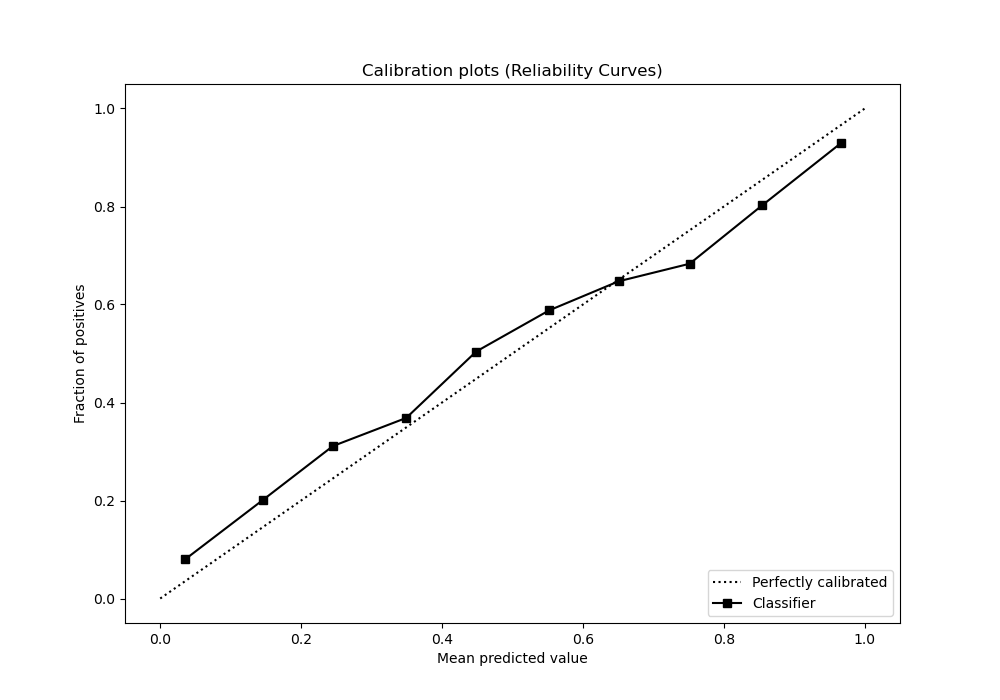 Calibration plots (Reliability Curves)
1.0
0.8
0.6
0.4
0.2
0.0
Fraction of positives
Perfectly calibrated
Classifier
0.0 0.2 0.4 0.6 0.8 1.0
Mean predicted value